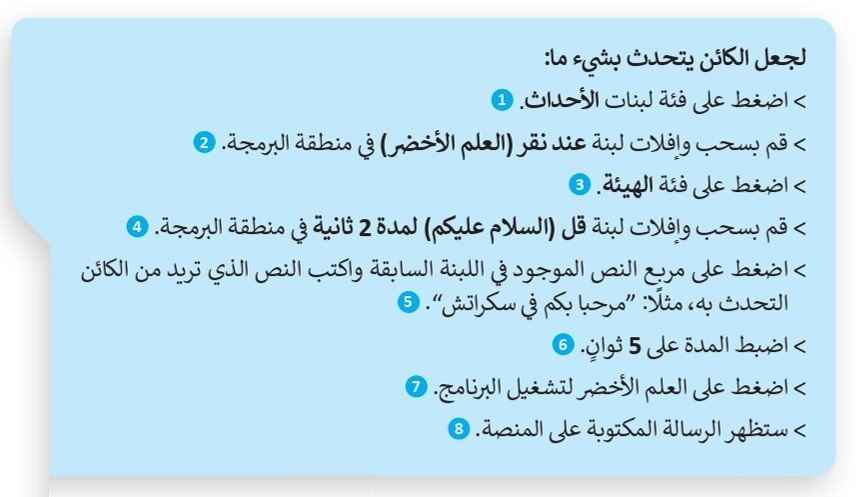 لجعل الكائن يتحدث بشيء ما:
> اضغط على فئة لبنات الأحداث. 1
> قم بسحب وإفلات لبنة عند نقر (العلم الأخضر) في منطقة البرمجة. 2
> اضغط على فئة الهيئة. 3
> قم بسحب وإفلات لبنة قل (السلام عليكم) لمدة 2 ثانية في منطقة البرمجة. 4
> اضغط على مربع النص الموجود في اللبنة السابقة واكتب النص الذي تريد من الكائن
التحدث به، مثلًا: "مرحبا بكم في سكراتش". 5
> اضبط المدة على 5 ثوانٍ. 6
> اضغط على العلم الأخضر لتشغيل البرنامج. 7
> ستظهر الرسالة المكتوبة على المنصة. 8